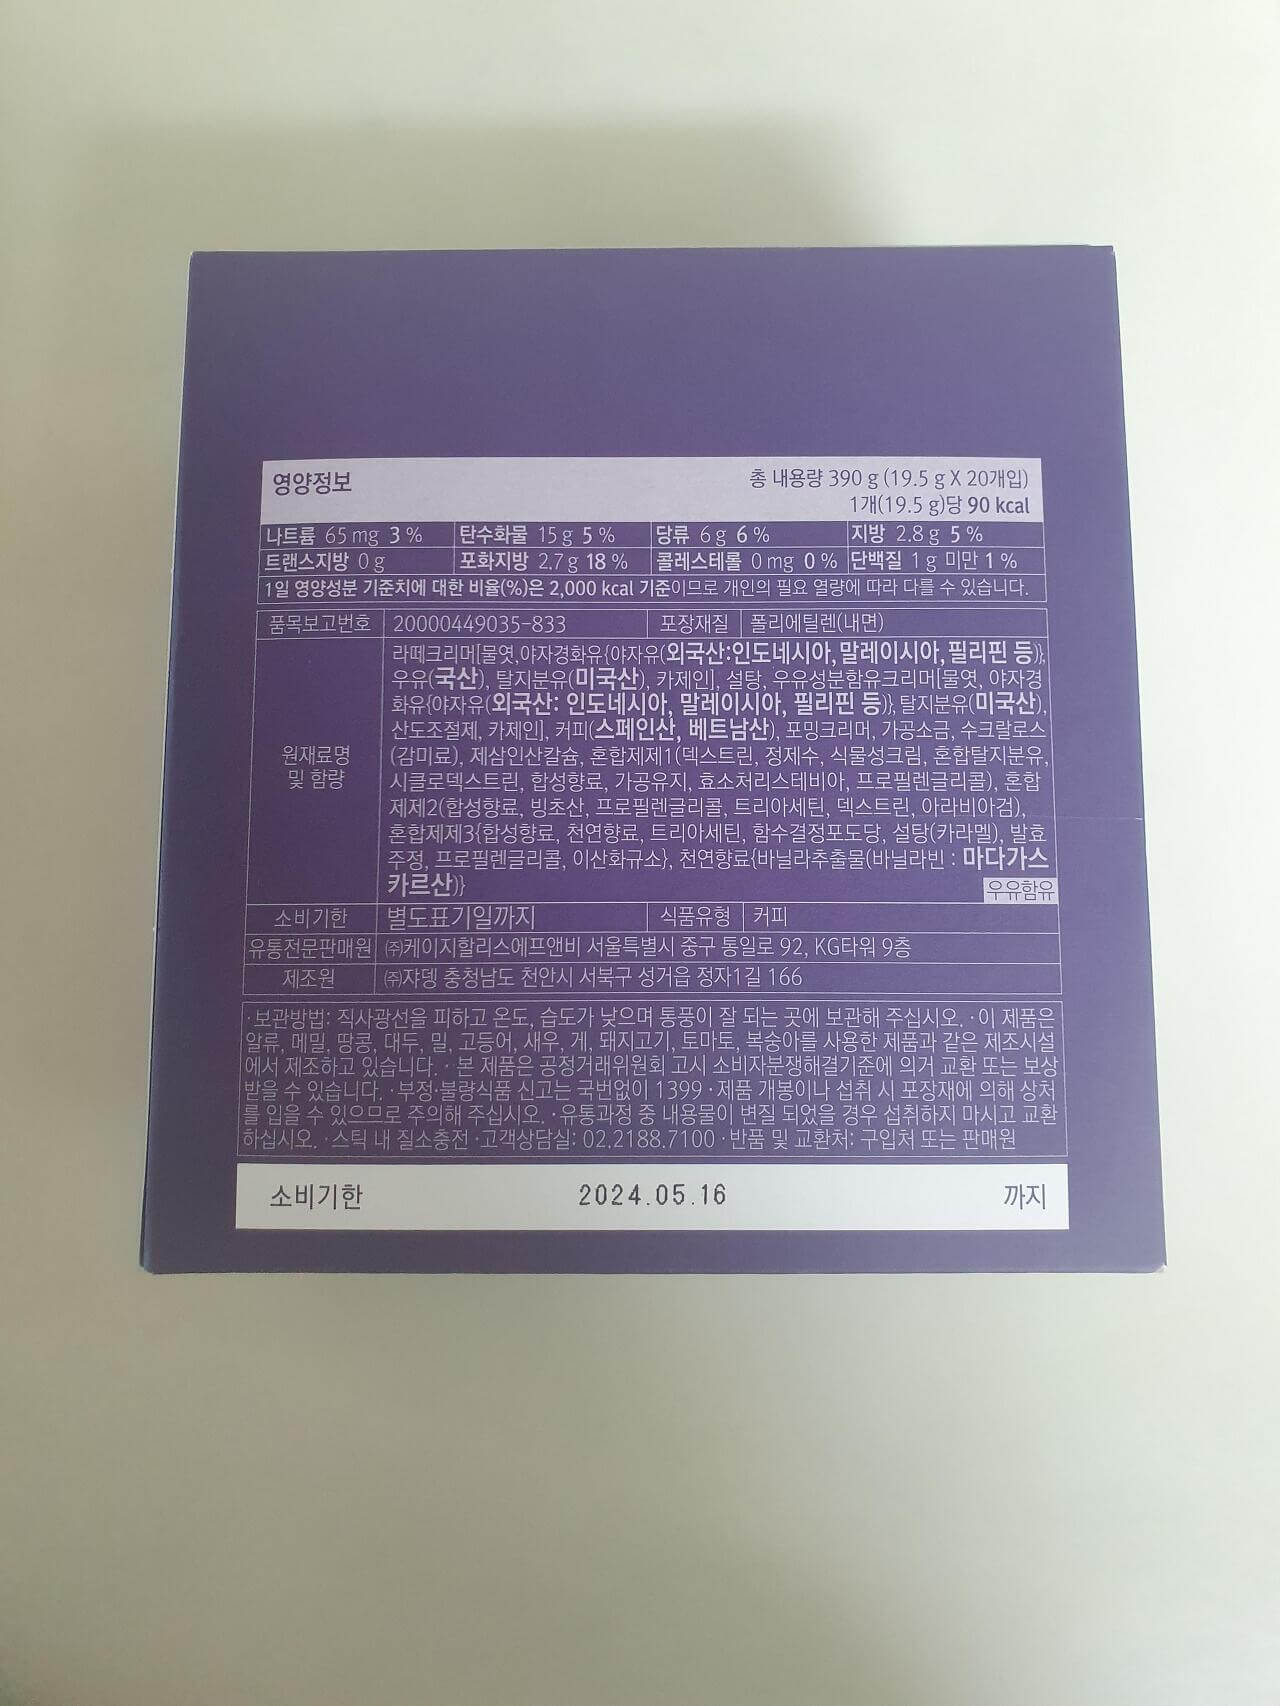 영양정보
총 내용량 390 g (19.5 g X 20개입)
1개(19.5 g)당 90 kcal
나트륨 65 mg 3 % 탄수화물 15 g 5 % 당류 6 g 6 % 지방 2.8 g 5 %
트랜스지방 0 g 포화지방 2.7 g 18 % 콜레스테롤 0 mg 0 % 단백질 1 g 미만 1 %
1일 영양성분 기준치에 대한 비율(%)은 2,000 kcal 기준이므로 개인의 필요 열량에 따라 다를 수 있습니다.
품목보고번호 20000449035-833 포장재질 폴리에틸렌(내면)
원재료명
및 함량
라떼크리머[물엿,야자경화유{야자유(외국산:인도네시아,말레이시아,필리핀 등)},
우유(국산), 탈지분유(미국산), 카제인], 설탕, 우유성분함유크리머[물엿, 야자경
화유{야자유(외국산: 인도네시아, 말레이시아, 필리핀 등)},탈지분유(미국산),
산도조절제, 카제인], 커피(스페인산, 베트남산), 포밍크리머, 가공소금, 수크랄로스
(감미료), 제삼인산칼슘, 혼합제제1(덱스트린, 정제수, 식물성크림, 혼합탈지분유,
시클로덱스트린, 합성향료, 가공유지, 효소처리스테비아, 프로필렌글리콜), 혼합
제제2(합성향료, 빙초산, 프로필렌글리콜, 트리아세틴, 덱스트린, 아라비아검),
혼합제제3{합성향료, 천연향료, 트리아세틴, 함수결정포도당, 설탕(카라멜), 발효
주정, 프로필렌글리콜, 이산화규소}, 천연향료{바닐라추출물(바닐라빈 : 마다가스
카르산)}
우유함유
소비기한 별도표기일까지 식품유형 커피
유통전문판매원 ㈜케이지할리스에프앤비 서울특별시 중구 통일로 92, KG타워 9층
제조원 ㈜쟈뎅 충청남도 천안시 서북구 성거읍 정자1길 166
·보관방법: 직사광선을 피하고 온도, 습도가 낮으며 통풍이 잘 되는 곳에 보관해 주십시오. ·이 제품은
알류, 메밀, 땅콩, 대두, 밀, 고등어, 새우, 게, 돼지고기, 토마토, 복숭아를 사용한 제품과 같은 제조시설
에서 제조하고 있습니다. · 본 제품은 공정거래위원회 고시 소비자분쟁해결기준에 의거 교환 또는 보상
받을 수 있습니다. ·부정·불량식품 신고는 국번없이 1399 ·제품 개봉이나 섭취 시 포장재에 의해 상처
를 입을 수 있으므로 주의해 주십시오. ·유통과정 중 내용물이 변질 되었을 경우 섭취하지 마시고 교환
하십시오. ·스틱 내 질소충전 ·고객상담실: 02.2188.7100 ·반품 및 교환처: 구입처 또는 판매원
소비기한 2024.05.16 까지